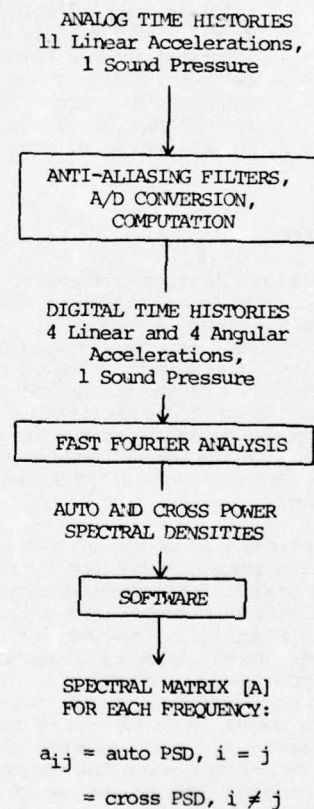 ANALOG TIME HISTORIES
11 Linear Accelerations,
1 Sound Pressure
ANTI-ALIASING FILTERS,
A/D CONVERSION,
COMPUTATION
DIGITAL TIME HISTORIES
4 Linear and 4 Angular
Accelerations,
1 Sound Pressure
FAST FOURIER ANALYSIS
AUTO AND CROSS POWER
SPECTRAL DENSITIES
SOFTWARE
SPECTRAL MATRIX [A]
FOR EACH FREQUENCY:
aij = auto PSD, i = j
= cross PSD, i ≠ j